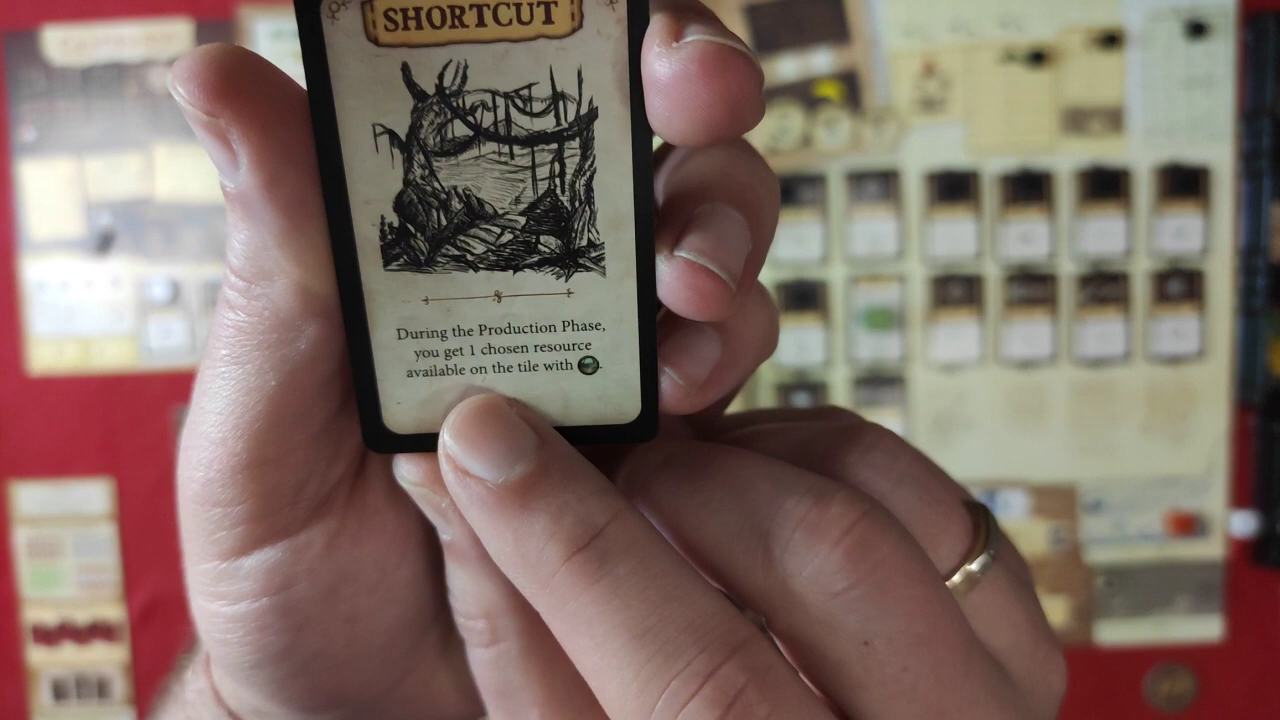 SHORTCUT
During the Production Phase,
you get 1 chosen resource
available on the tile with .